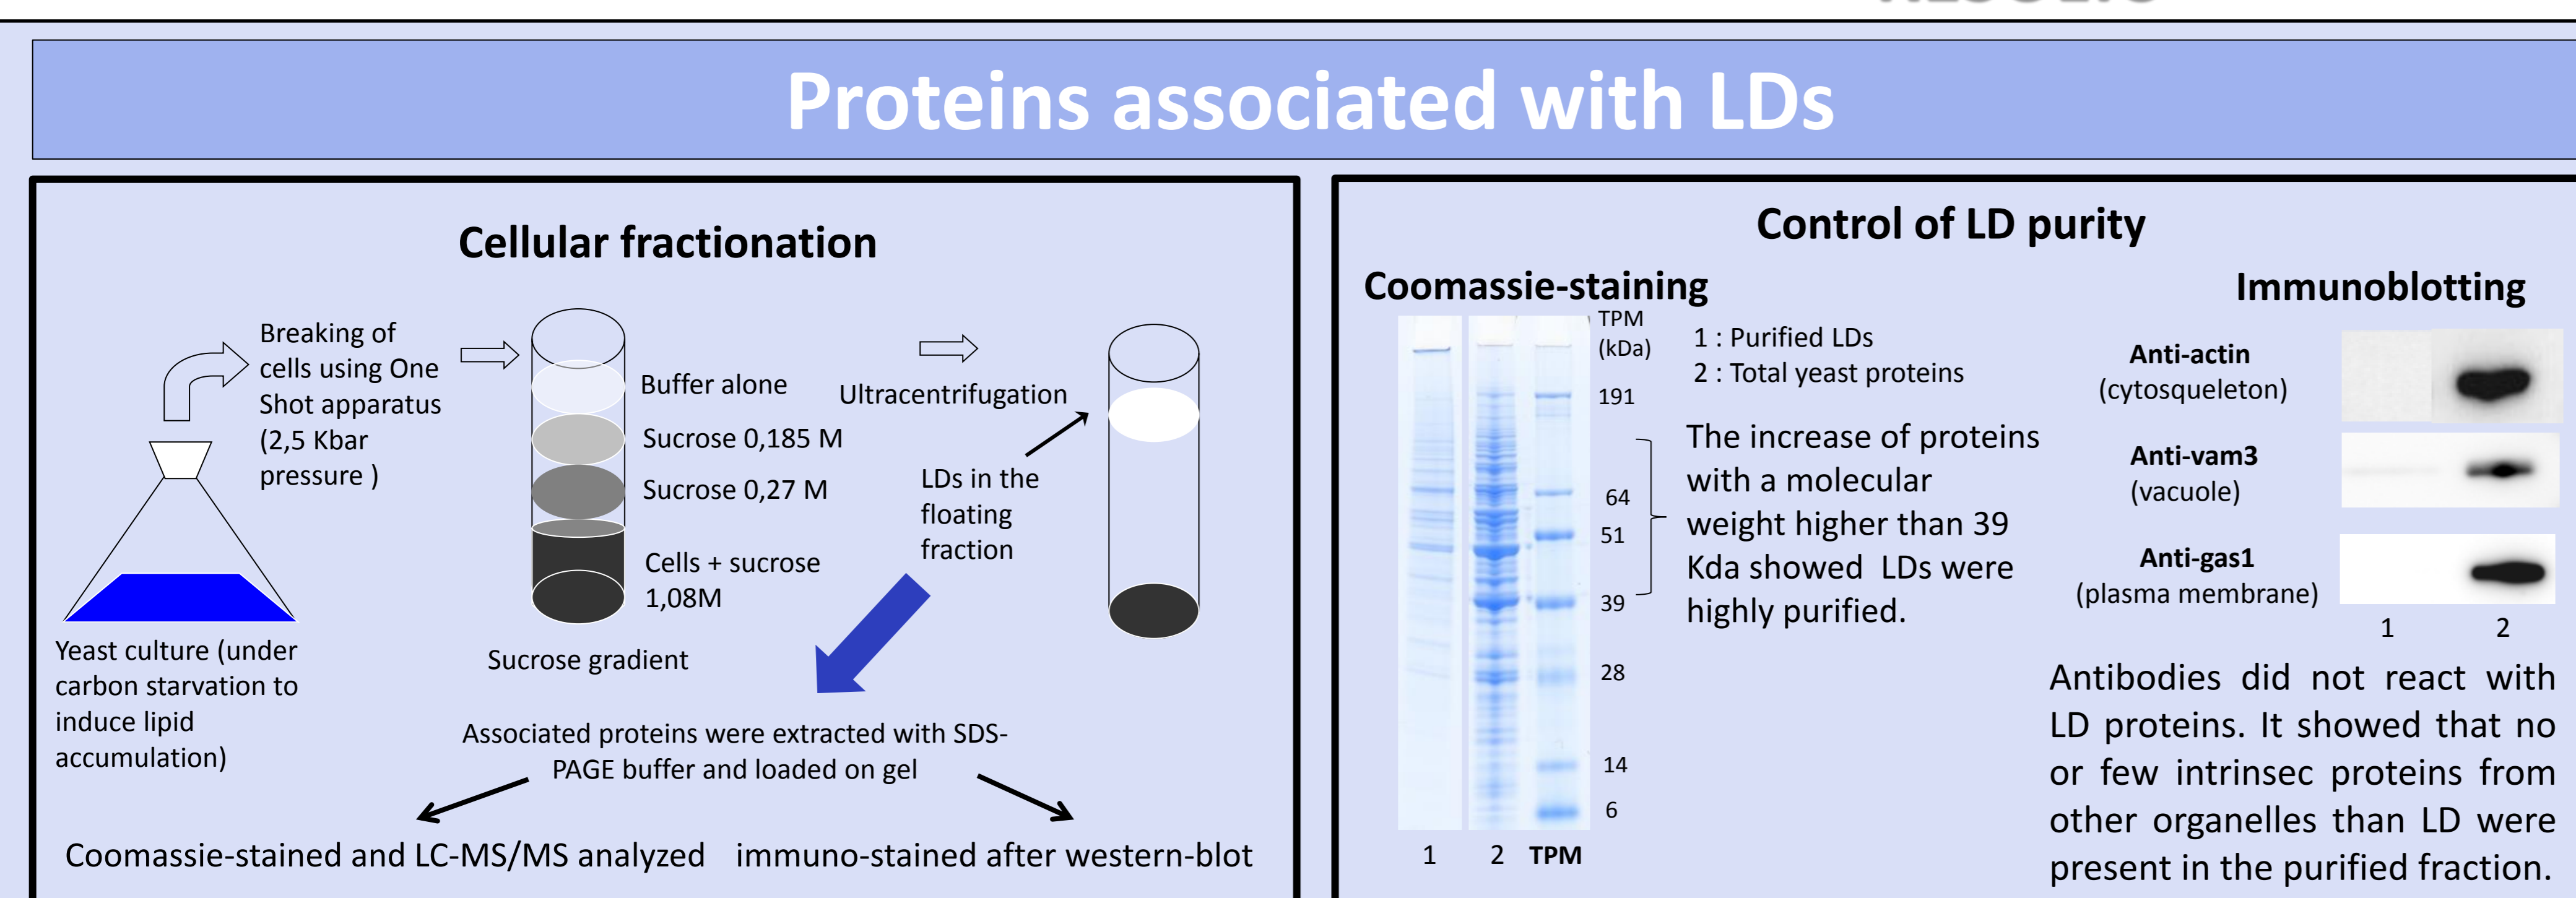 Proteins associated with LDs
Cellular fractionation
Breaking of
cells using One
Shot apparatus
(2,5 Kbar
pressure )
Yeast culture (under
carbon starvation to
induce lipid
accumulation)
Buffer alone
Sucrose 0,185 M
Sucrose 0,27 M
Cells + sucrose
1,08M
Sucrose gradient
Ultracentrifugation
LDs in the
floating
fraction
Associated proteins were extracted with SDS-
PAGE buffer and loaded on gel
Coomassie-stained and LC-MS/MS analyzed
immuno-stained after western-blot
Control of LD purity
Coomassie-staining
TPM
(kDa)
191
64
51
39
28
14
6
1 2 TPM
1 : Purified LDs
2 : Total yeast proteins
The increase of proteins
with a molecular
weight higher than 39
Kda showed LDs were
highly purified.
Immunoblotting
Anti-actin
(cytosqueleton)
Anti-vam3
(vacuole)
Anti-gas1
(plasma membrane)
1 2
Antibodies did not react with
LD proteins. It showed that no
or few intrinsec proteins from
other organelles than LD were
present in the purified fraction.